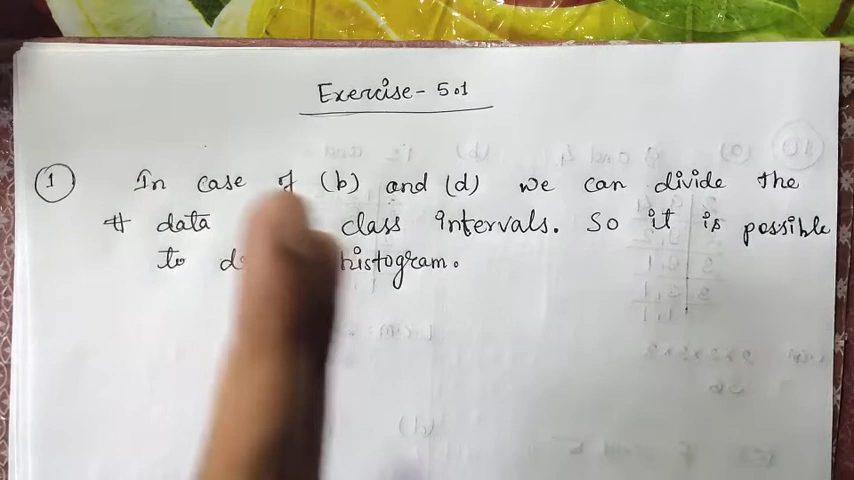 Exercise - 5.1
1 In case of (b) and (d) we can divide the
# data class intervals. So it is possible
to histogram.